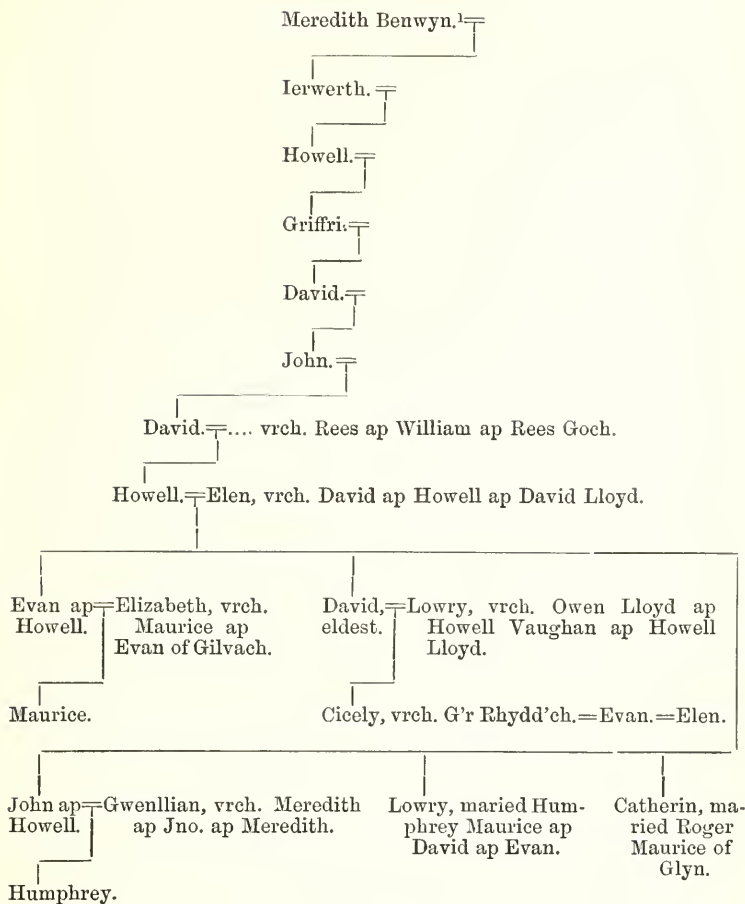 Meredith Benwyn.¹=
Ierwerth.=
Howell.=
Griffri.=
David.=
John.=
David.=.... vrch. Rees ap William ap Rees Goch.
Howell.=Elen, vrch. David ap Howell ap David Lloyd.
Evan ap=Elizabeth, vrch.
Howell. Maurice ap
Evan of Gilvach.
David,=Lowry, vrch. Owen Lloyd ap
eldest. Howell Vaughan ap Howell
Lloyd.
Maurice.
Cicely, vrch. G'r Rhydd'ch.=Evan.=Elen.
John ap=Gwenllian, vrch. Meredith
Howell. ap Jno. ap Meredith.
Lowry, maried Hum-
phrey Maurice ap
David ap Evan.
Catherin, ma-
ried Roger
Maurice of
Glyn.
Humphrey.